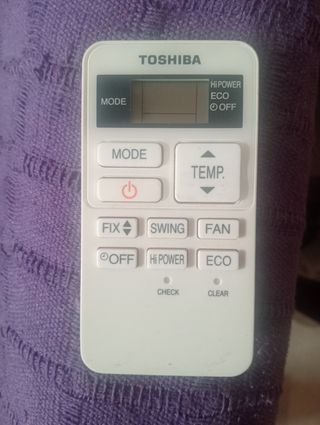 TOSHIBA
MODE
Hi POWER
ECO
OFF
MODE
TEMP.
FIX SWING FAN
OFF Hi POWER ECO
CHECK CLEAR